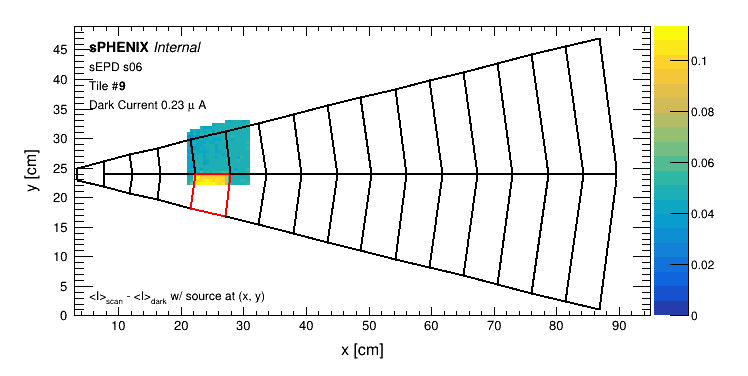 sPHENIX Internal
sEPD s06
Tile #9
Dark Current 0.23 μ A
<I>scan - <I>dark w/ source at (x, y)
y [cm]
45
40
35
30
25
20
15
10
5
0
10 20 30 40 50 60 70 80 90
x [cm]
0.1
0.08
0.06
0.04
0.02
0